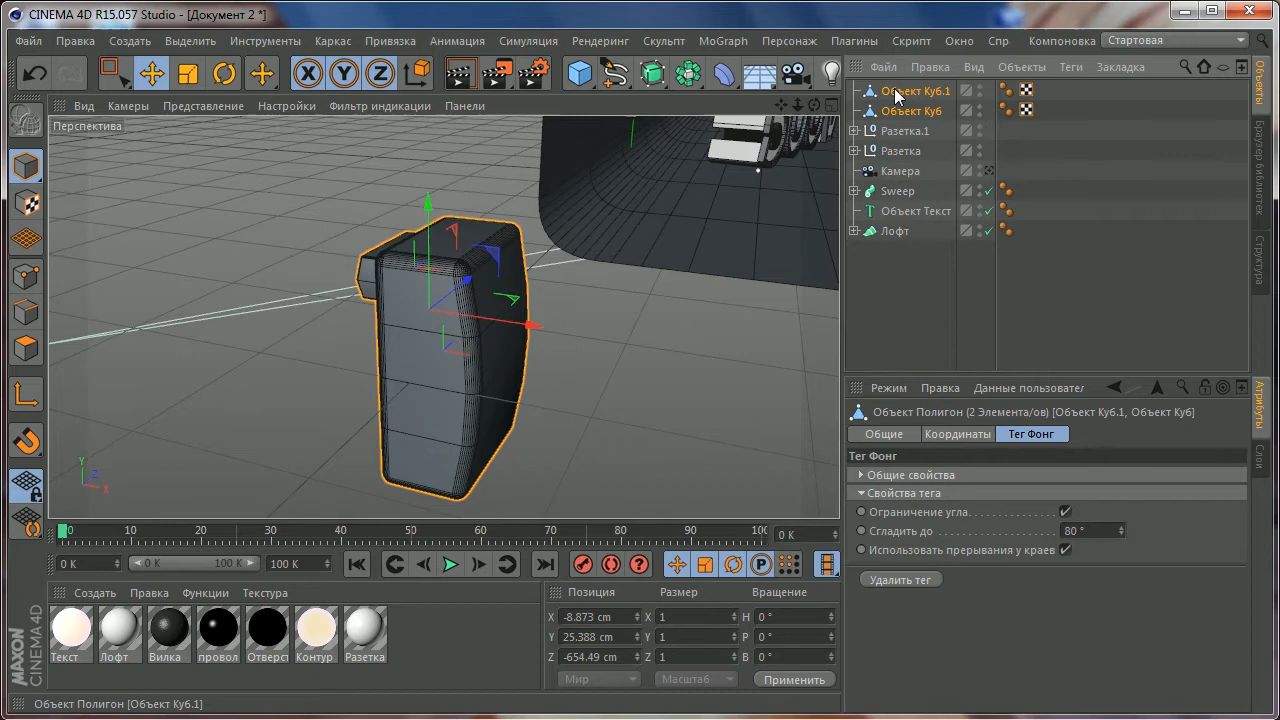 CINEMA 4D R15.057 Studio - [Документ 2 *]
Файл Правка Создать Выделить Инструменты Каркас Привязка Анимация Симуляция Рендеринг Скульпт MoGraph Персонаж Плагины Скрипт Окно Спр Компоновка Стартовая
Вид Камеры Представление Настройки Фильтр индикации Панели
Перспектива
Y
Z
X
0 10 20 30 40 50 60 70 80 90 100
0 K
0 K
0 K
100 K
100 K
Создать Правка Функции Текстура
Текст Лофт Вилка провол Отверст Контур Разетка
MAXON CINEMA 4D
Позиция Размер Вращение
X -8.873 cm X 1 H 0 °
Y 25.388 cm Y 1 P 0 °
Z -654.49 cm Z 1 B 0 °
Мир Масштаб Применить
Объект Полигон [Объект Куб.1]
Файл Правка Вид Объекты Теги Закладка
Объект Куб.1
Объект Куб
Разетка.1
Разетка
Камера
Sweep
Объект Текст
Лофт
Объекты
Браузер библиотек
Структура
Режим Правка Данные пользовател
Объект Полигон (2 Элемента/ов) [Объект Куб.1, Объект Куб]
Общие Координаты Тег Фонг
Тег Фонг
Общие свойства
Свойства тега
Ограничение угла
Сгладить до 80 °
Использовать прерывания у краев
Удалить тег
Атрибуты
Слои